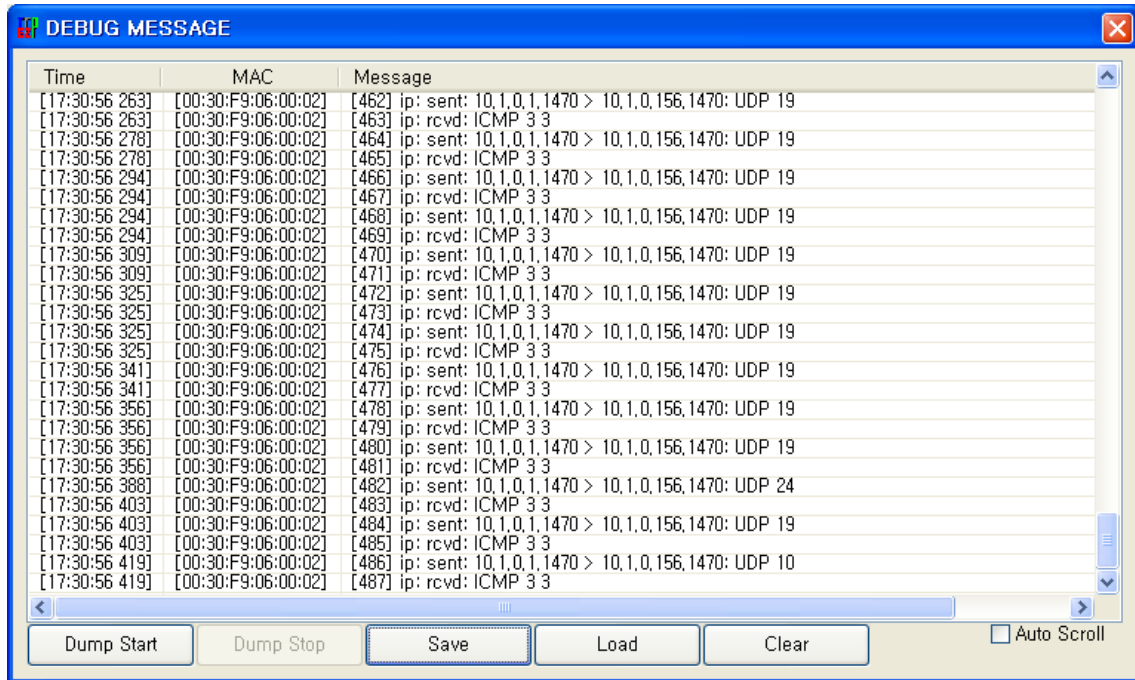 DEBUG MESSAGE
Time MAC Message
[17:30:56 263] [00:30:F9:06:00:02] [462] ip: sent: 10,1,0,1,1470 > 10,1,0,156,1470: UDP 19
[17:30:56 263] [00:30:F9:06:00:02] [463] ip: rcvd: ICMP 3 3
[17:30:56 278] [00:30:F9:06:00:02] [464] ip: sent: 10,1,0,1,1470 > 10,1,0,156,1470: UDP 19
[17:30:56 278] [00:30:F9:06:00:02] [465] ip: rcvd: ICMP 3 3
[17:30:56 294] [00:30:F9:06:00:02] [466] ip: sent: 10,1,0,1,1470 > 10,1,0,156,1470: UDP 19
[17:30:56 294] [00:30:F9:06:00:02] [467] ip: rcvd: ICMP 3 3
[17:30:56 294] [00:30:F9:06:00:02] [468] ip: sent: 10,1,0,1,1470 > 10,1,0,156,1470: UDP 19
[17:30:56 294] [00:30:F9:06:00:02] [469] ip: rcvd: ICMP 3 3
[17:30:56 309] [00:30:F9:06:00:02] [470] ip: sent: 10,1,0,1,1470 > 10,1,0,156,1470: UDP 19
[17:30:56 309] [00:30:F9:06:00:02] [471] ip: rcvd: ICMP 3 3
[17:30:56 325] [00:30:F9:06:00:02] [472] ip: sent: 10,1,0,1,1470 > 10,1,0,156,1470: UDP 19
[17:30:56 325] [00:30:F9:06:00:02] [473] ip: rcvd: ICMP 3 3
[17:30:56 325] [00:30:F9:06:00:02] [474] ip: sent: 10,1,0,1,1470 > 10,1,0,156,1470: UDP 19
[17:30:56 325] [00:30:F9:06:00:02] [475] ip: rcvd: ICMP 3 3
[17:30:56 341] [00:30:F9:06:00:02] [476] ip: sent: 10,1,0,1,1470 > 10,1,0,156,1470: UDP 19
[17:30:56 341] [00:30:F9:06:00:02] [477] ip: rcvd: ICMP 3 3
[17:30:56 356] [00:30:F9:06:00:02] [478] ip: sent: 10,1,0,1,1470 > 10,1,0,156,1470: UDP 19
[17:30:56 356] [00:30:F9:06:00:02] [479] ip: rcvd: ICMP 3 3
[17:30:56 356] [00:30:F9:06:00:02] [480] ip: sent: 10,1,0,1,1470 > 10,1,0,156,1470: UDP 19
[17:30:56 356] [00:30:F9:06:00:02] [481] ip: rcvd: ICMP 3 3
[17:30:56 388] [00:30:F9:06:00:02] [482] ip: sent: 10,1,0,1,1470 > 10,1,0,156,1470: UDP 24
[17:30:56 403] [00:30:F9:06:00:02] [483] ip: rcvd: ICMP 3 3
[17:30:56 403] [00:30:F9:06:00:02] [484] ip: sent: 10,1,0,1,1470 > 10,1,0,156,1470: UDP 19
[17:30:56 403] [00:30:F9:06:00:02] [485] ip: rcvd: ICMP 3 3
[17:30:56 419] [00:30:F9:06:00:02] [486] ip: sent: 10,1,0,1,1470 > 10,1,0,156,1470: UDP 10
[17:30:56 419] [00:30:F9:06:00:02] [487] ip: rcvd: ICMP 3 3
Dump Start Dump Stop Save Load Clear Auto Scroll